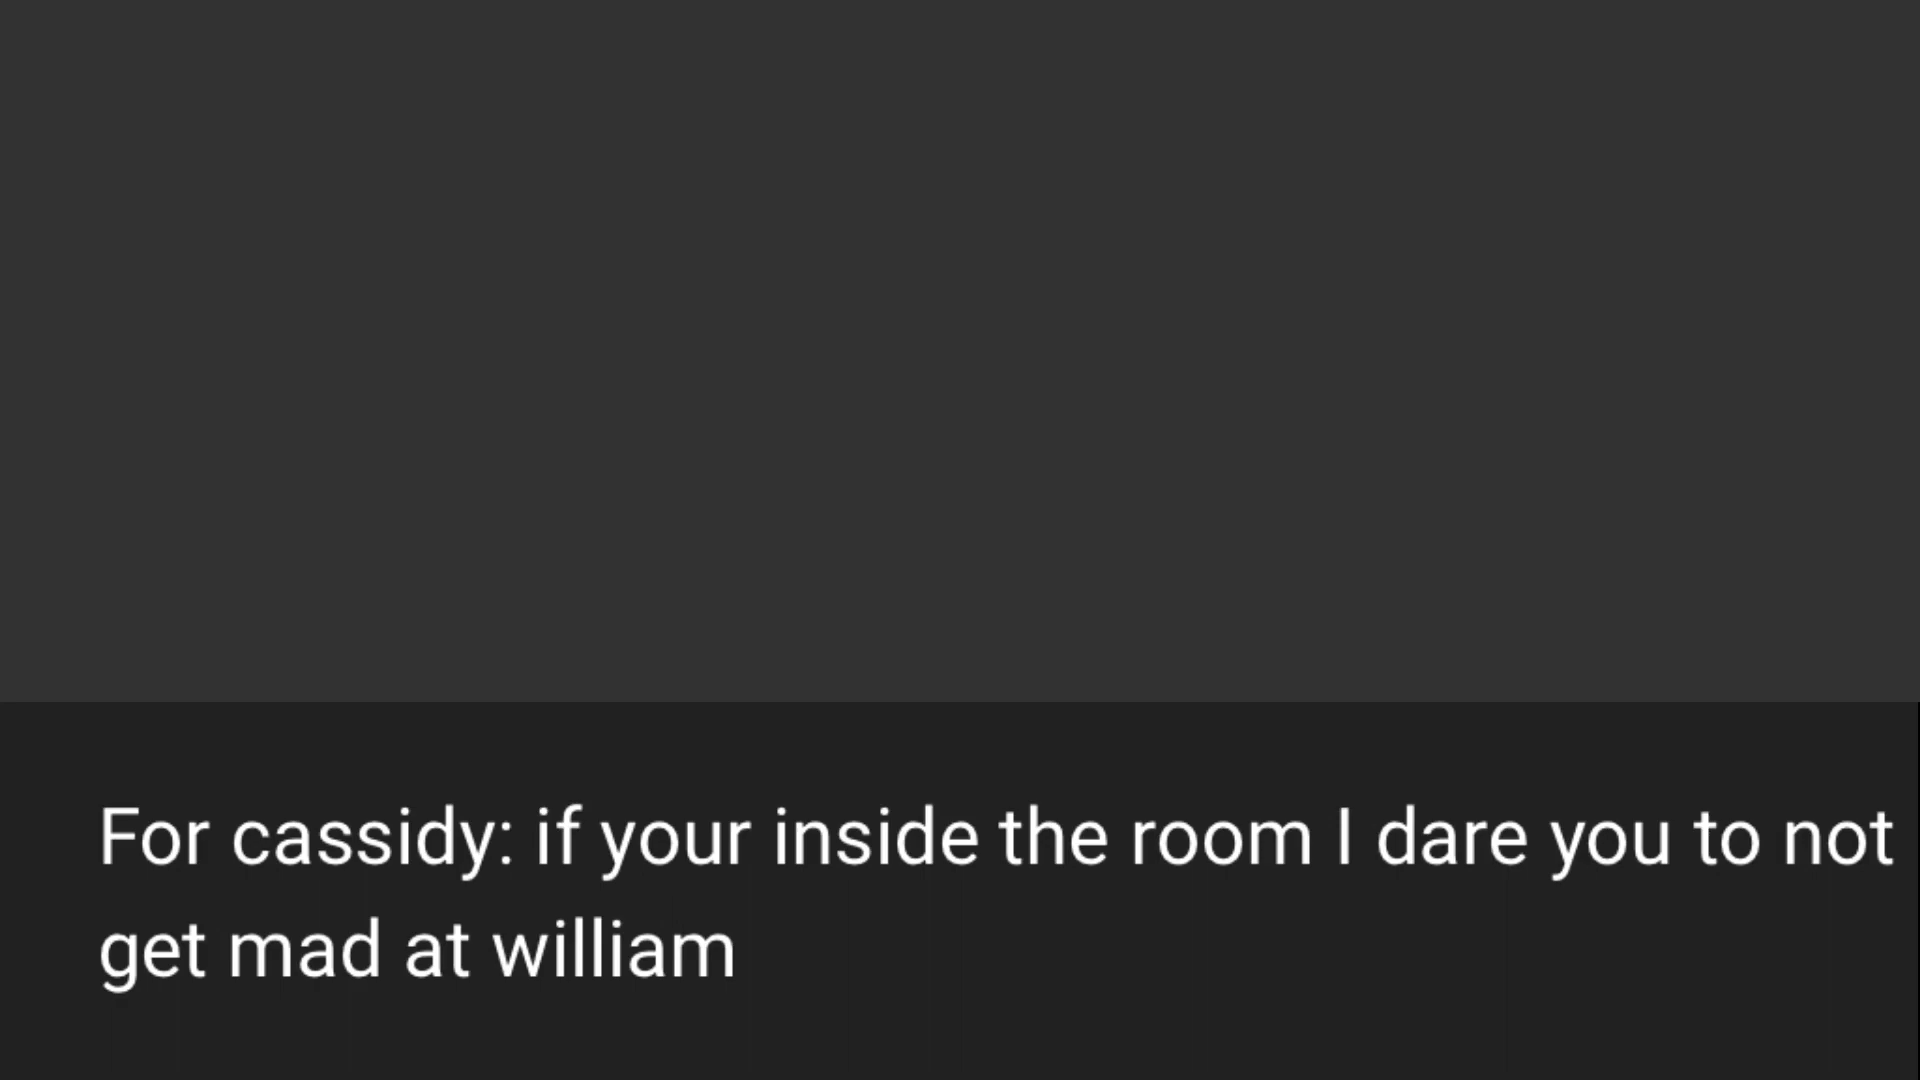 For cassidy: if your inside the room I dare you to not
get mad at william